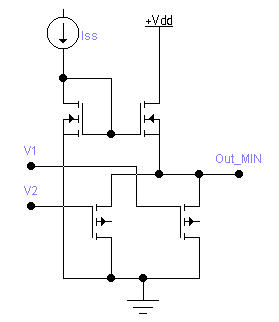 Iss
+Vdd
V1
Out_MIN
V2